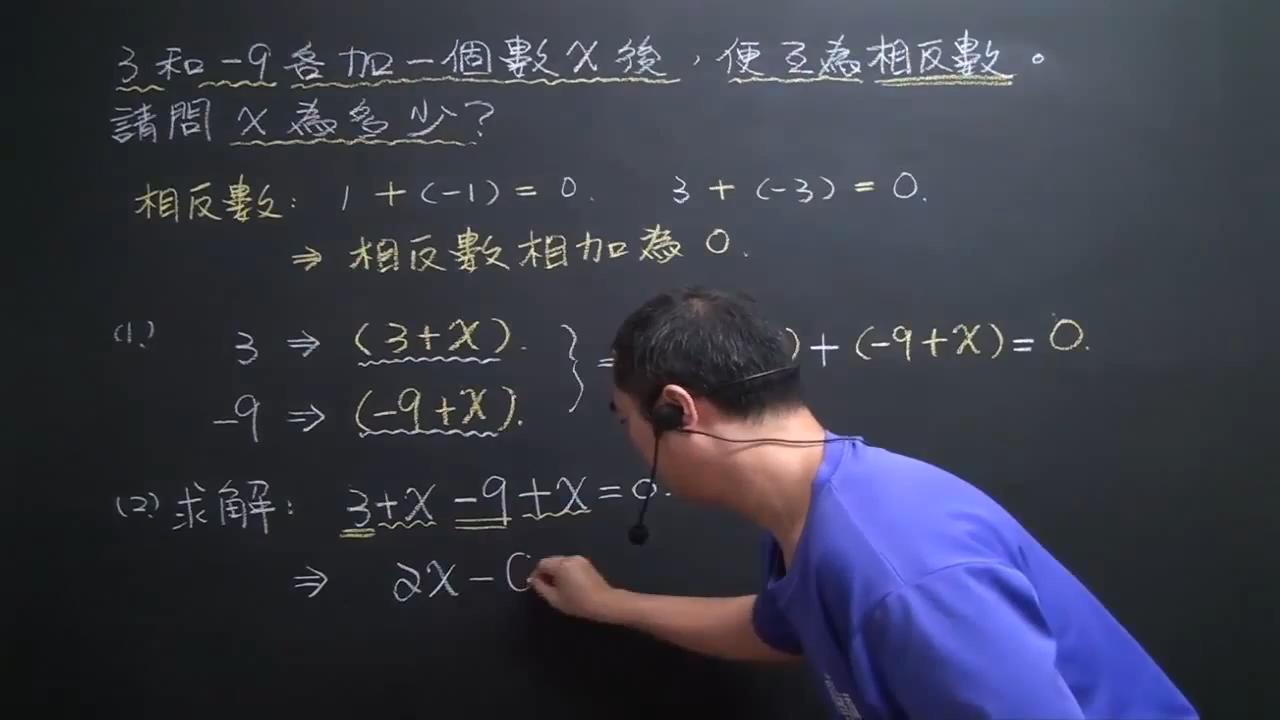 3和-9各加一個數x後，便互為相反數。
請問x為多少？
相反數： 1+(-1)=0. 3+(-3)=0.
⇒ 相反數相加為0.
(1). 3 ⇒ (3+x). } = ) + (-9+x) = 0.
-9 ⇒ (-9+x).
(2). 求解： 3+x-9+x=0.
⇒ 2x-